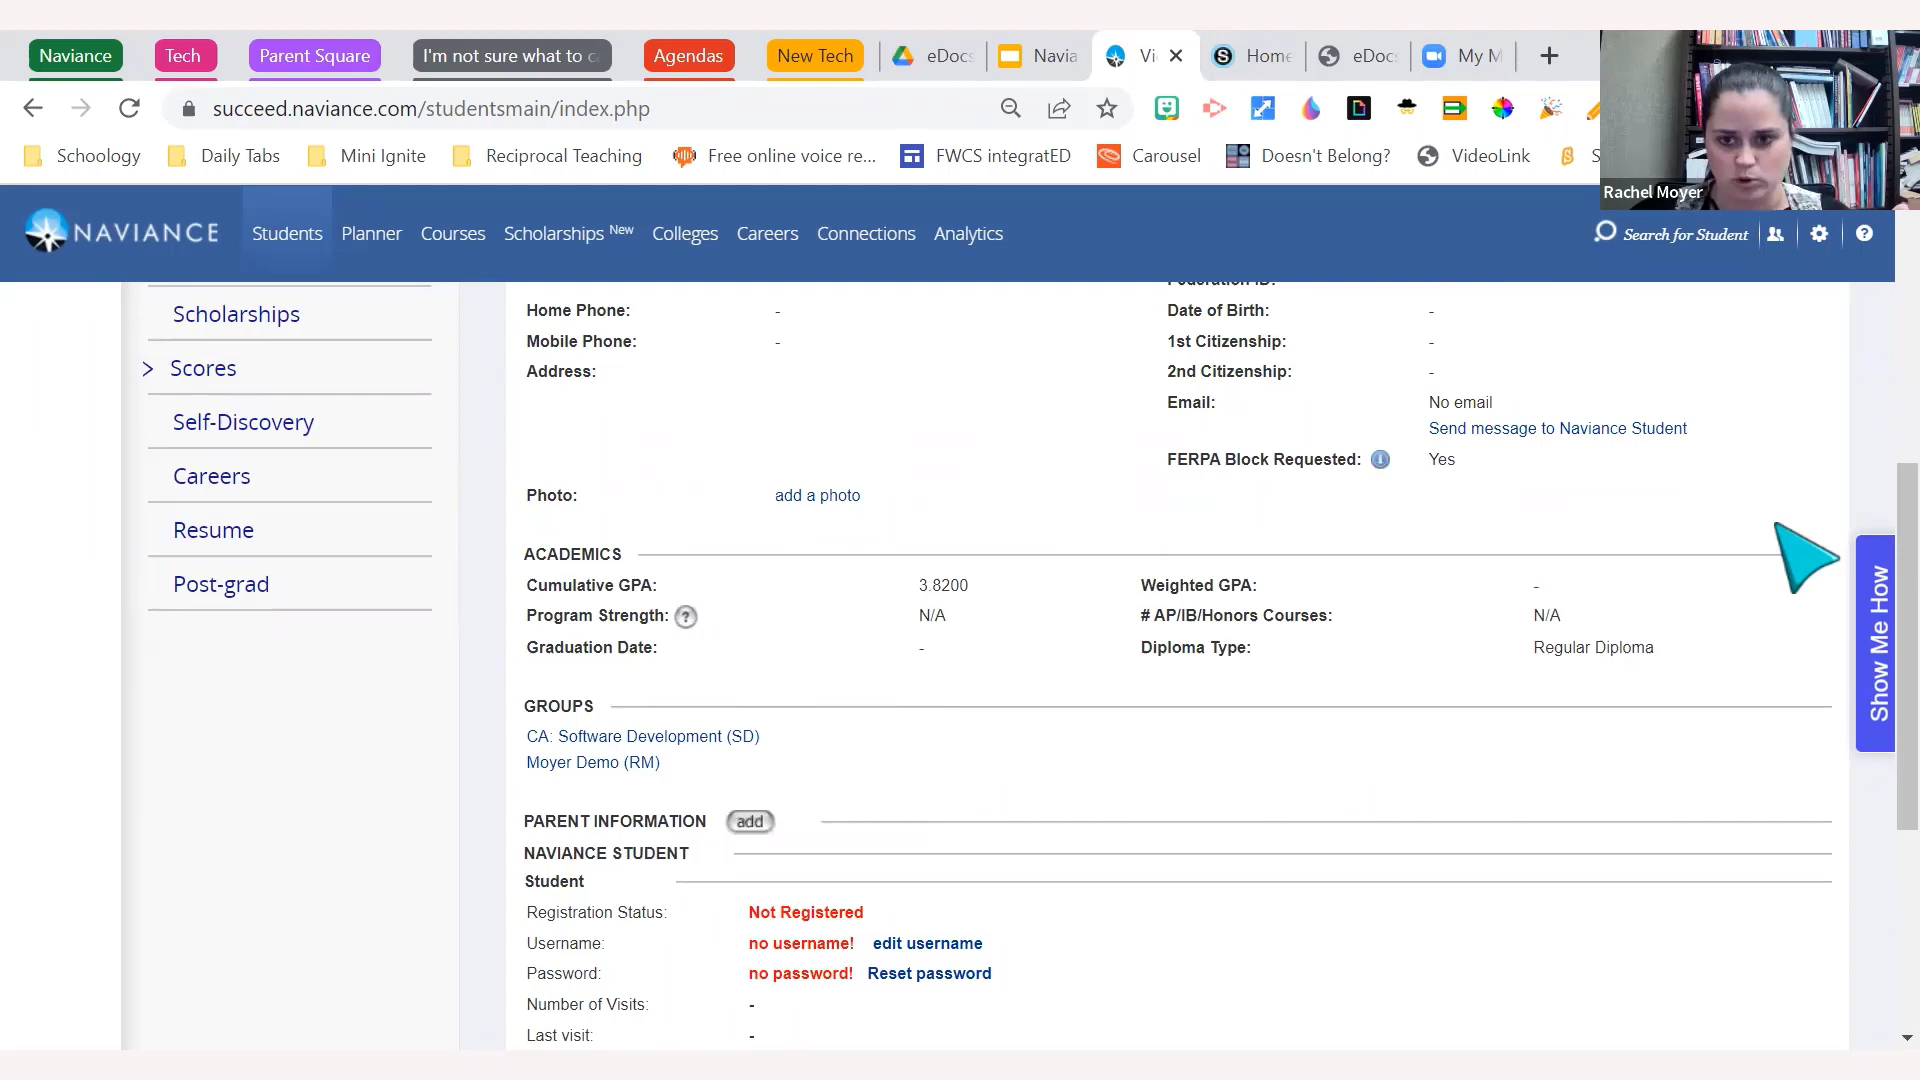 Naviance Tech Parent Square I'm not sure what to c Agendas New Tech eDocs Navia Vi Home eDoc My M
succeed.naviance.com/studentsmain/index.php
Schoology Daily Tabs Mini Ignite Reciprocal Teaching Free online voice re... FWCS integratED Carousel Doesn't Belong? VideoLink S
Rachel Moyer
NAVIANCE Students Planner Courses Scholarships New Colleges Careers Connections Analytics Search for Student
Federation ID:
Scholarships
Scores
Self-Discovery
Careers
Resume
Post-grad
Home Phone: - Date of Birth: -
Mobile Phone: - 1st Citizenship: -
Address: 2nd Citizenship: -
Email: No email
Send message to Naviance Student
FERPA Block Requested: Yes
Photo: add a photo
ACADEMICS
Cumulative GPA: 3.8200 Weighted GPA: -
Program Strength: ? N/A # AP/IB/Honors Courses: N/A
Graduation Date: - Diploma Type: Regular Diploma
GROUPS
CA: Software Development (SD)
Moyer Demo (RM)
PARENT INFORMATION add
NAVIANCE STUDENT
Student
Registration Status: Not Registered
Username: no username! edit username
Password: no password! Reset password
Number of Visits: -
Last visit: -
Show Me How